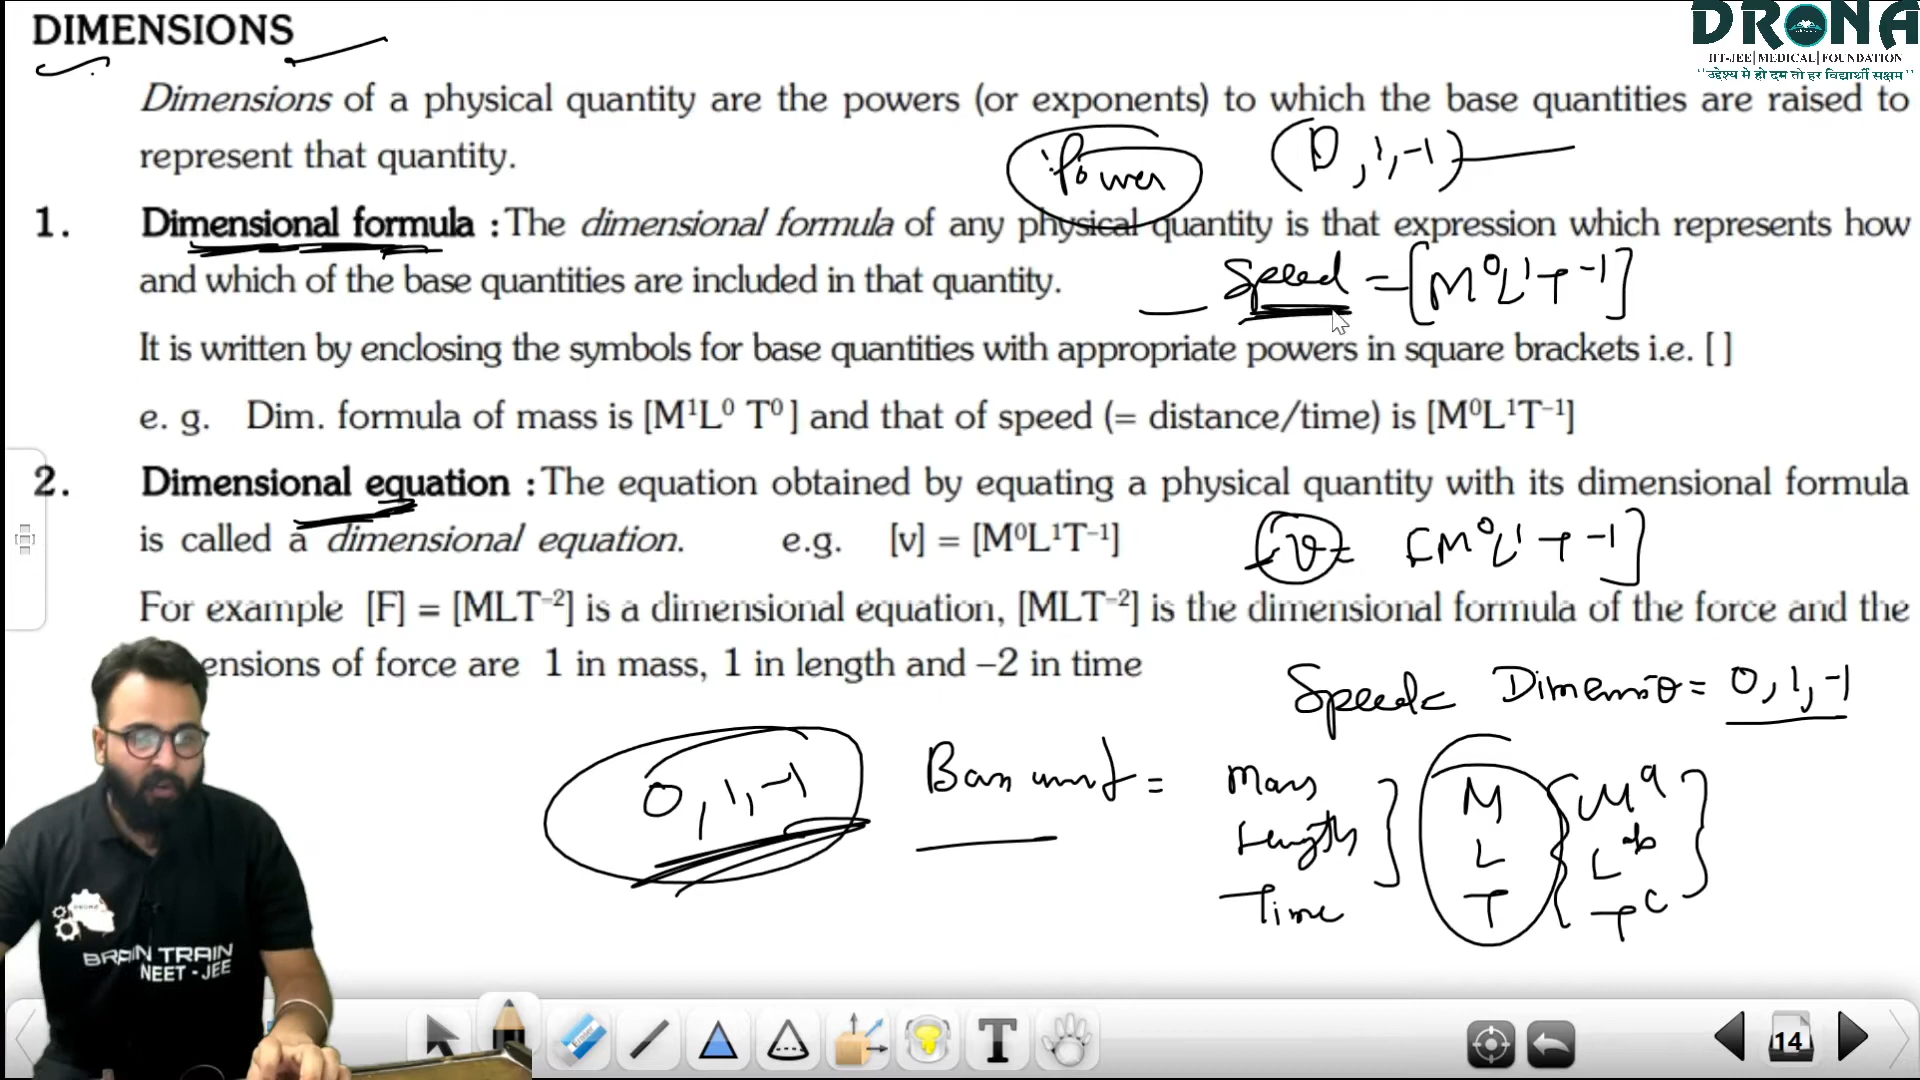 DIMENSIONS
DRONA
IIT-JEE|MEDICAL|FOUNDATION
"उद्देश्य मे हो दम तो हर विद्यार्थी सक्षम"
Dimensions of a physical quantity are the powers (or exponents) to which the base quantities are raised to
represent that quantity.
Power (D, 1, -1)
1. Dimensional formula : The dimensional formula of any physical quantity is that expression which represents how
and which of the base quantities are included in that quantity.
Speed = [M⁰L¹T⁻¹]
It is written by enclosing the symbols for base quantities with appropriate powers in square brackets i.e. [ ]
e. g. Dim. formula of mass is [M¹L⁰ T⁰] and that of speed (= distance/time) is [M⁰L¹T⁻¹]
2. Dimensional equation : The equation obtained by equating a physical quantity with its dimensional formula
is called a dimensional equation. e.g. [v] = [M⁰L¹T⁻¹]
v = [M⁰L¹T⁻¹]
For example [F] = [MLT⁻²] is a dimensional equation, [MLT⁻²] is the dimensional formula of the force and the
ensions of force are 1 in mass, 1 in length and –2 in time
Speed = 0, 1, -1
0, 1, -1
Mass M Mᵃ
Length L Lᵇ
Time T Tᶜ
BRAIN TRAIN
NEET - JEE
Eraser
T
14